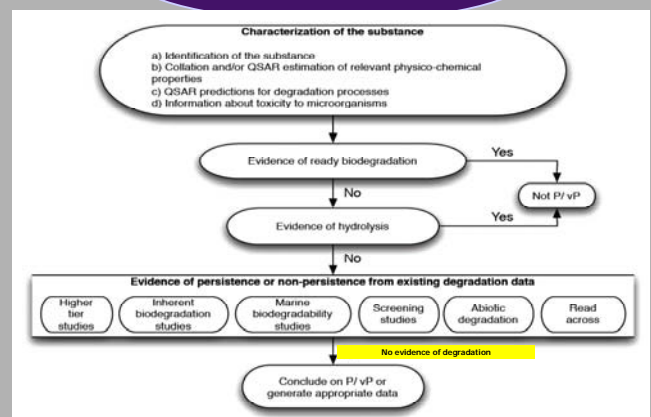 Characterization of the substance
a) Identification of the substance
b) Collation and/or QSAR estimation of relevant physico-chemical
properties
c) QSAR predictions for degradation processes
d) Information about toxicity to microorganisms
Evidence of ready biodegradation
Yes
No
Not P/ vP
Evidence of hydrolysis
Yes
No
Evidence of persistence or non-persistence from existing degradation data
Higher
tier
studies
Inherent
biodegradation
studies
Marine
biodegradability
studies
Screening
studies
Abiotic
degradation
Read
across
No evidence of degradation
Conclude on P/ vP or
generate appropriate data